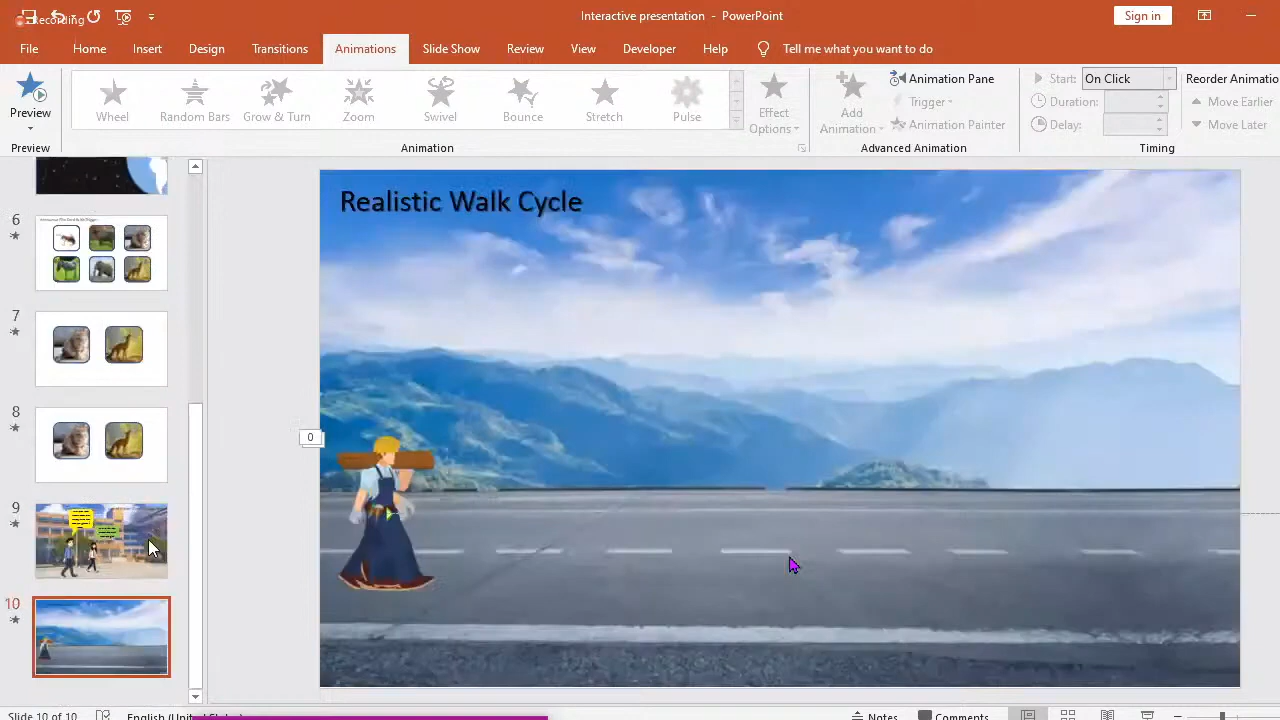 Recording
Interactive presentation - PowerPoint
Sign in
File Home Insert Design Transitions Animations Slide Show Review View Developer Help Tell me what you want to do
Preview
Wheel Random Bars Grow & Turn Zoom Swivel Bounce Stretch Pulse
Effect Options
Add Animation
Animation Pane
Trigger
Animation Painter
Start: On Click
Duration:
Delay:
Reorder Animatio
Move Earlier
Move Later
Preview Animation Advanced Animation Timing
Realistic Walk Cycle
0
6
7
8
9
10
Slide 10 of 10
English (United States)
Notes
Comments